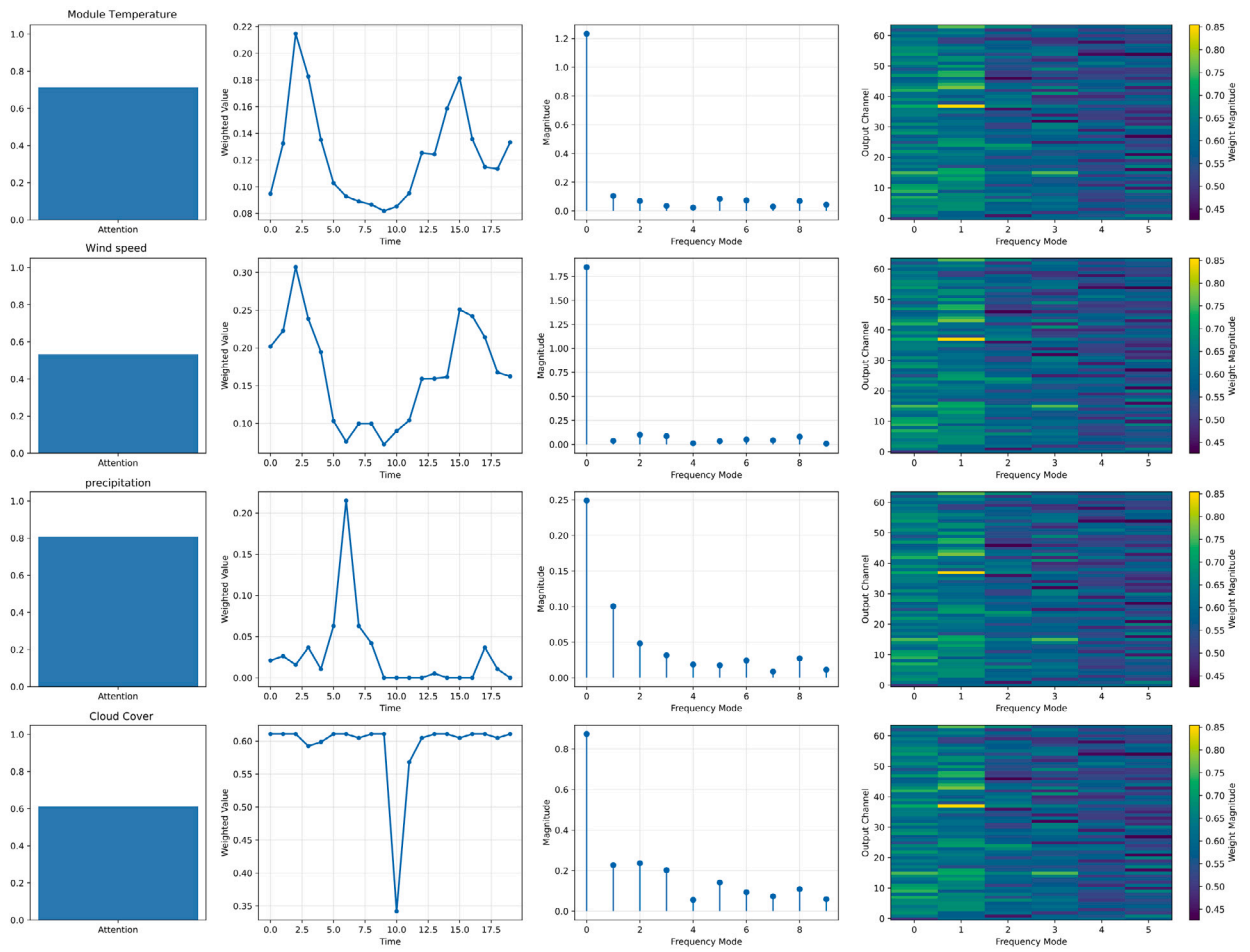 Module Temperature
1.0
0.8
0.6
0.4
0.2
0.0
Attention
Weighted Value
0.22
0.20
0.18
0.16
0.14
0.12
0.10
0.08
0.0 2.5 5.0 7.5 10.0 12.5 15.0 17.5
Time
Magnitude
1.2
1.0
0.8
0.6
0.4
0.2
0.0
0 2 4 6 8
Frequency Mode
Output Channel
60
50
40
30
20
10
0
0 1 2 3 4 5
Frequency Mode
0.85
0.80
0.75
0.70
0.65
0.60
0.55
0.50
0.45
Weight Magnitude
Wind speed
1.0
0.8
0.6
0.4
0.2
0.0
Attention
Weighted Value
0.30
0.25
0.20
0.15
0.10
0.0 2.5 5.0 7.5 10.0 12.5 15.0 17.5
Time
Magnitude
1.75
1.50
1.25
1.00
0.75
0.50
0.25
0.00
0 2 4 6 8
Frequency Mode
Output Channel
60
50
40
30
20
10
0
0 1 2 3 4 5
Frequency Mode
0.85
0.80
0.75
0.70
0.65
0.60
0.55
0.50
0.45
Weight Magnitude
precipitation
1.0
0.8
0.6
0.4
0.2
0.0
Attention
Weighted Value
0.20
0.15
0.10
0.05
0.00
0.0 2.5 5.0 7.5 10.0 12.5 15.0 17.5
Time
Magnitude
0.25
0.20
0.15
0.10
0.05
0.00
0 2 4 6 8
Frequency Mode
Output Channel
60
50
40
30
20
10
0
0 1 2 3 4 5
Frequency Mode
0.85
0.80
0.75
0.70
0.65
0.60
0.55
0.50
0.45
Weight Magnitude
Cloud Cover
1.0
0.8
0.6
0.4
0.2
0.0
Attention
Weighted Value
0.60
0.55
0.50
0.45
0.40
0.35
0.0 2.5 5.0 7.5 10.0 12.5 15.0 17.5
Time
Magnitude
0.8
0.6
0.4
0.2
0.0
0 2 4 6 8
Frequency Mode
Output Channel
60
50
40
30
20
10
0
0 1 2 3 4 5
Frequency Mode
0.85
0.80
0.75
0.70
0.65
0.60
0.55
0.50
0.45
Weight Magnitude